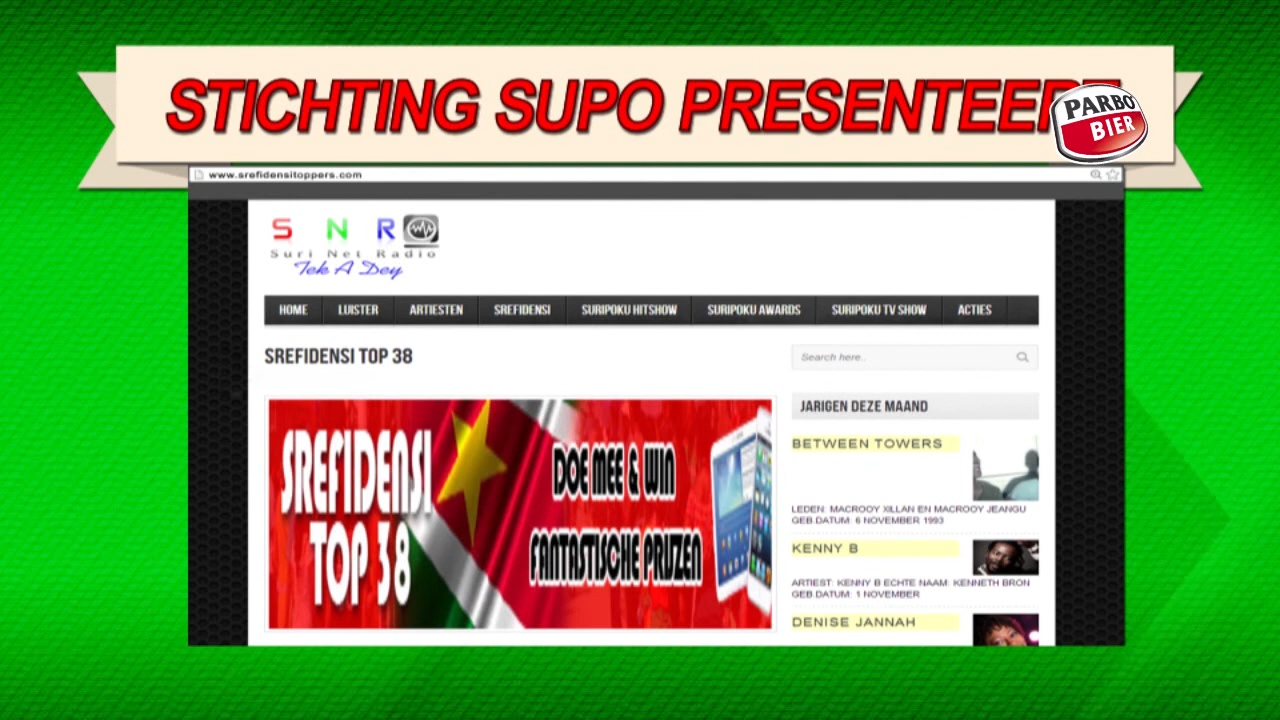 STICHTING SUPO PRESENTEERT
PARBO
BIER
www.srefidensitoppers.com
S N R
Suri Net Radio
Tek A Dey
HOME LUISTER ARTIESTEN SREFIDENSI SURIPOKU HITSHOW SURIPOKU AWARDS SURIPOKU TV SHOW ACTIES
SREFIDENSI TOP 38
Search here..
SREFIDENSI
TOP 38
DOE MEE & WIN
FANTASTISCHE PRIJZEN
JARIGEN DEZE MAAND
BETWEEN TOWERS
LEDEN: MACROOY XILLAN EN MACROOY JEANGU
GEB.DATUM: 6 NOVEMBER 1993
KENNY B
ARTIEST: KENNY B ECHTE NAAM: KENNETH BRON
GEB.DATUM: 1 NOVEMBER
DENISE JANNAH